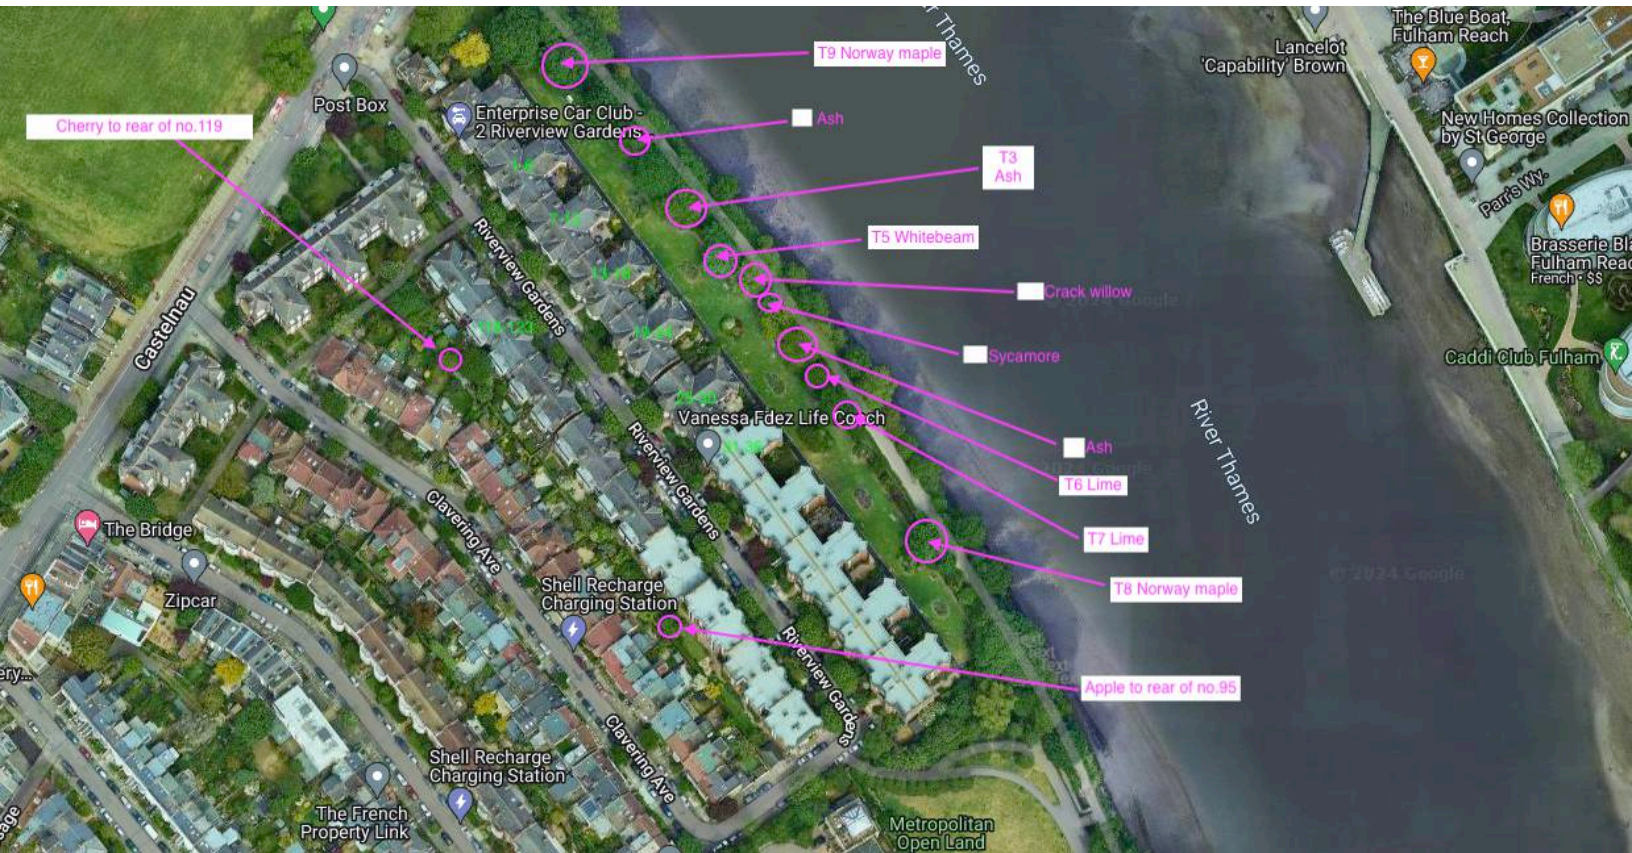 The Blue Boat,
Fulham Reach
River Thames
T9 Norway maple
Lancelot
'Capability' Brown
Post Box
Enterprise Car Club -
2 Riverview Gardens
Cherry to rear of no.119
Ash
New Homes Collection
by St George
T3
Ash
Parr's Wy.
T5 Whitebeam
Riverview Gardens
Brasserie Bla
Fulham Reac
French • $$
Crack willow
Castelnau
Sycamore
Caddi Club Fulham
Vanessa Fdez Life Coach
River Thames
Ash
T6 Lime
Riverview Gardens
Clavering Ave
The Bridge
T7 Lime
© 2024 Google
Zipcar
Shell Recharge
Charging Station
T8 Norway maple
Riverview Gardens
Text
Text
Apple to rear of no.95
Clavering Ave
Shell Recharge
Charging Station
The French
Property Link
Metropolitan
Open Land